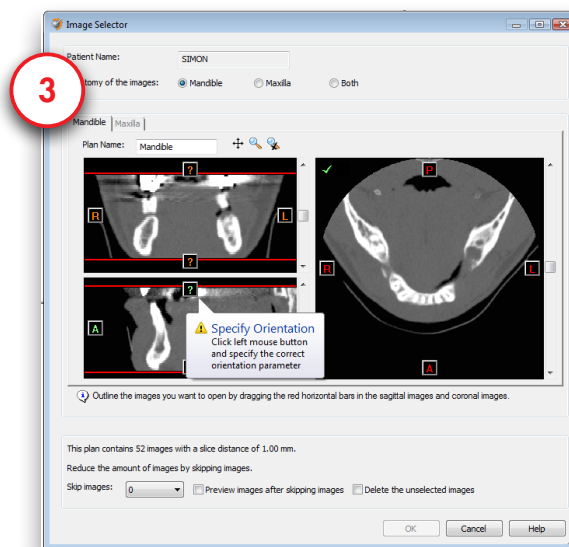 Image Selector
3
Patient Name: SIMON
tomy of the images: Mandible Maxilla Both
Mandible Maxilla
Plan Name: Mandible
?
P
R L
?
R L
?
A
Specify Orientation
Click left mouse button
and specify the correct
orientation parameter
A
Outline the images you want to open by dragging the red horizontal bars in the sagittal images and coronal images.
This plan contains 52 images with a slice distance of 1.00 mm.
Reduce the amount of images by skipping images.
Skip images: 0 Preview images after skipping images Delete the unselected images
OK Cancel Help